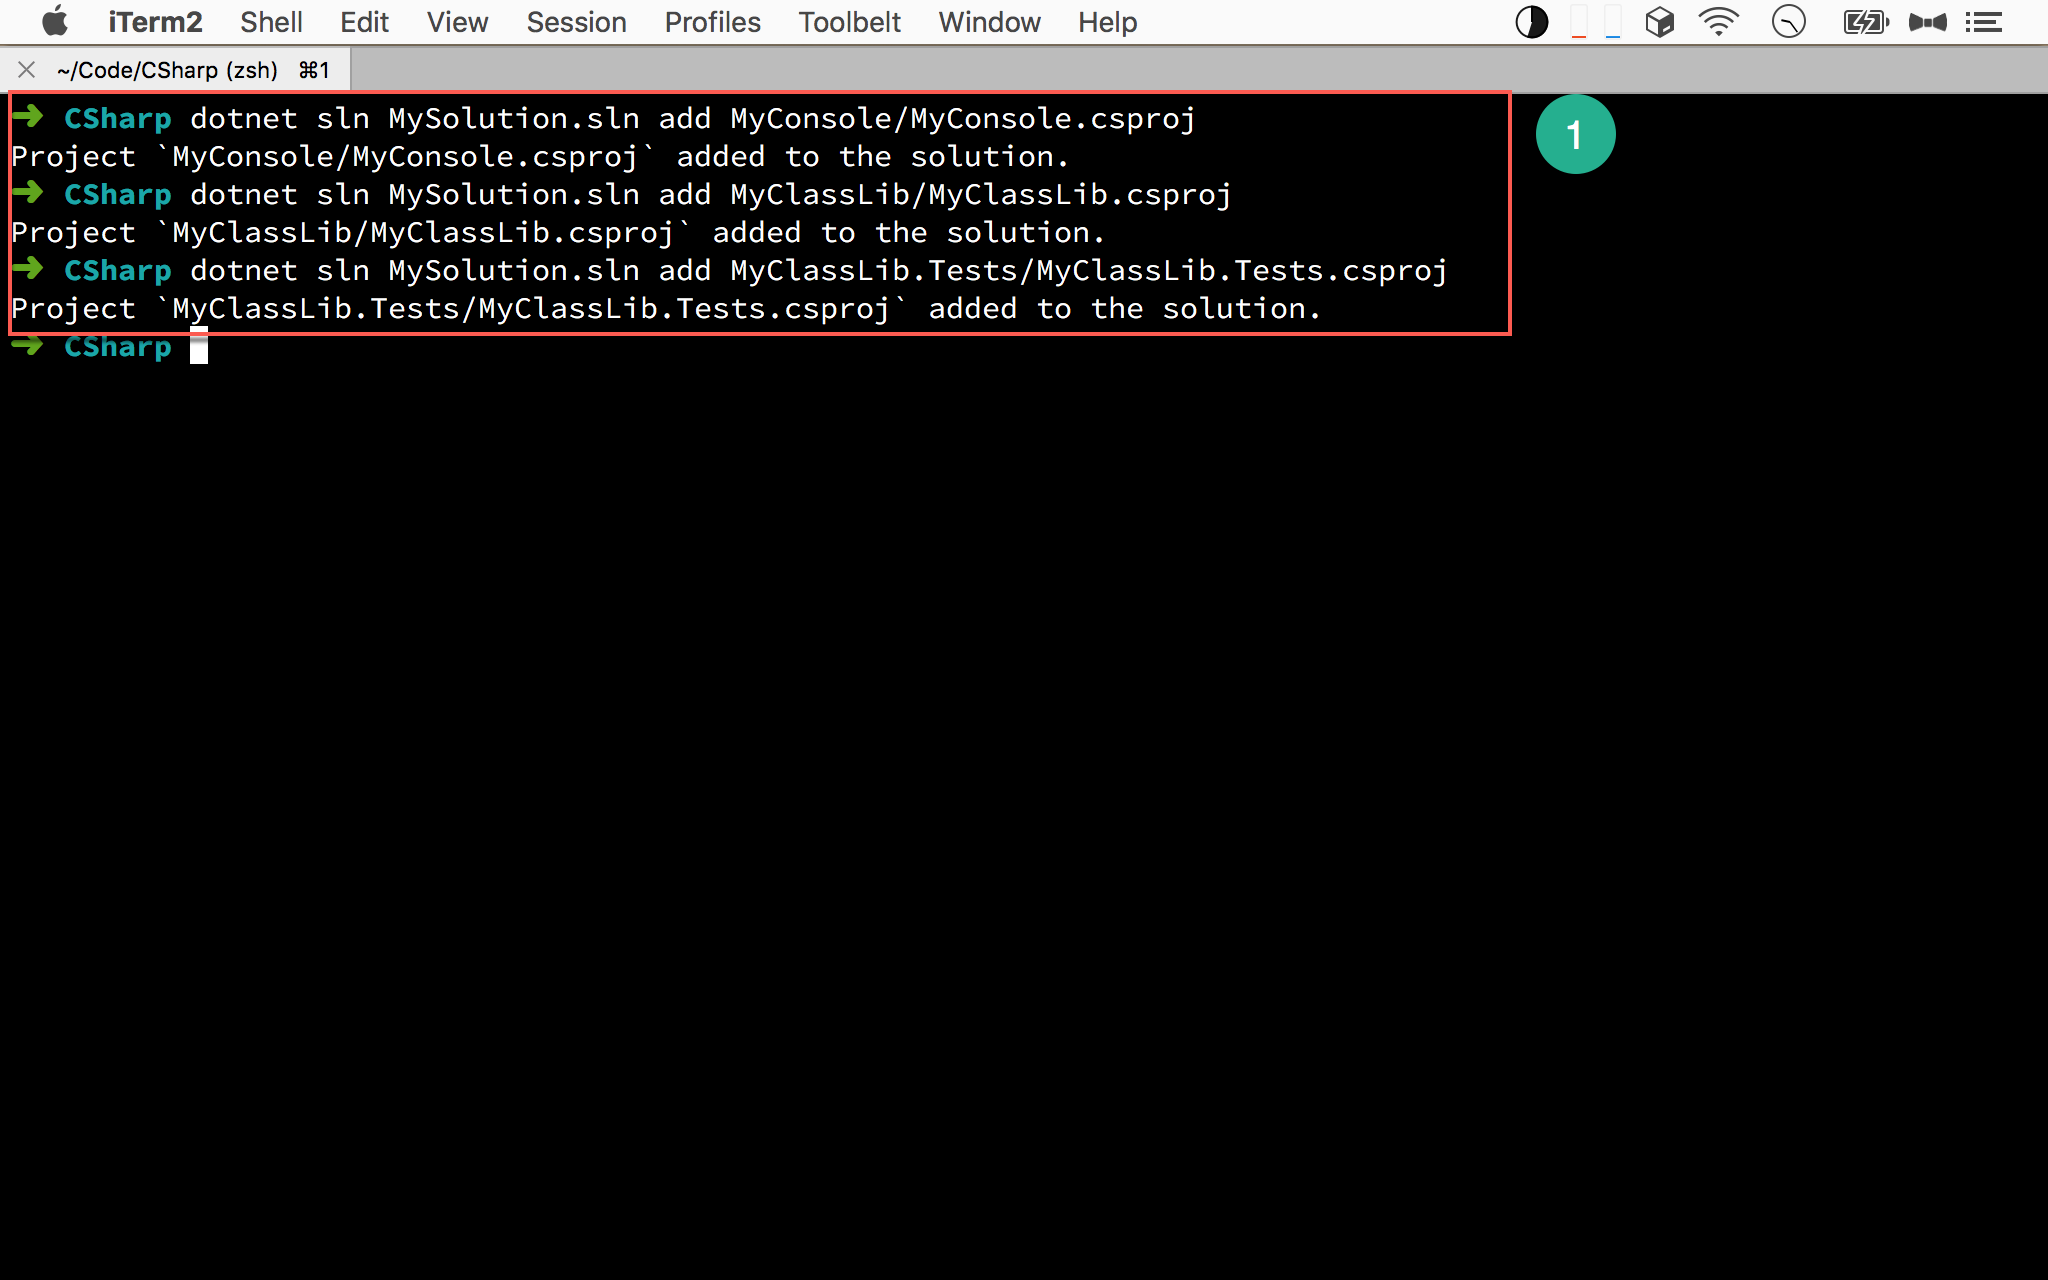 iTerm2 Shell Edit View Session Profiles Toolbelt Window Help
~/Code/CSharp (zsh) ⌘1
➜ CSharp dotnet sln MySolution.sln add MyConsole/MyConsole.csproj
1
Project `MyConsole/MyConsole.csproj` added to the solution.
➜ CSharp dotnet sln MySolution.sln add MyClassLib/MyClassLib.csproj
Project `MyClassLib/MyClassLib.csproj` added to the solution.
➜ CSharp dotnet sln MySolution.sln add MyClassLib.Tests/MyClassLib.Tests.csproj
Project `MyClassLib.Tests/MyClassLib.Tests.csproj` added to the solution.
➜ CSharp